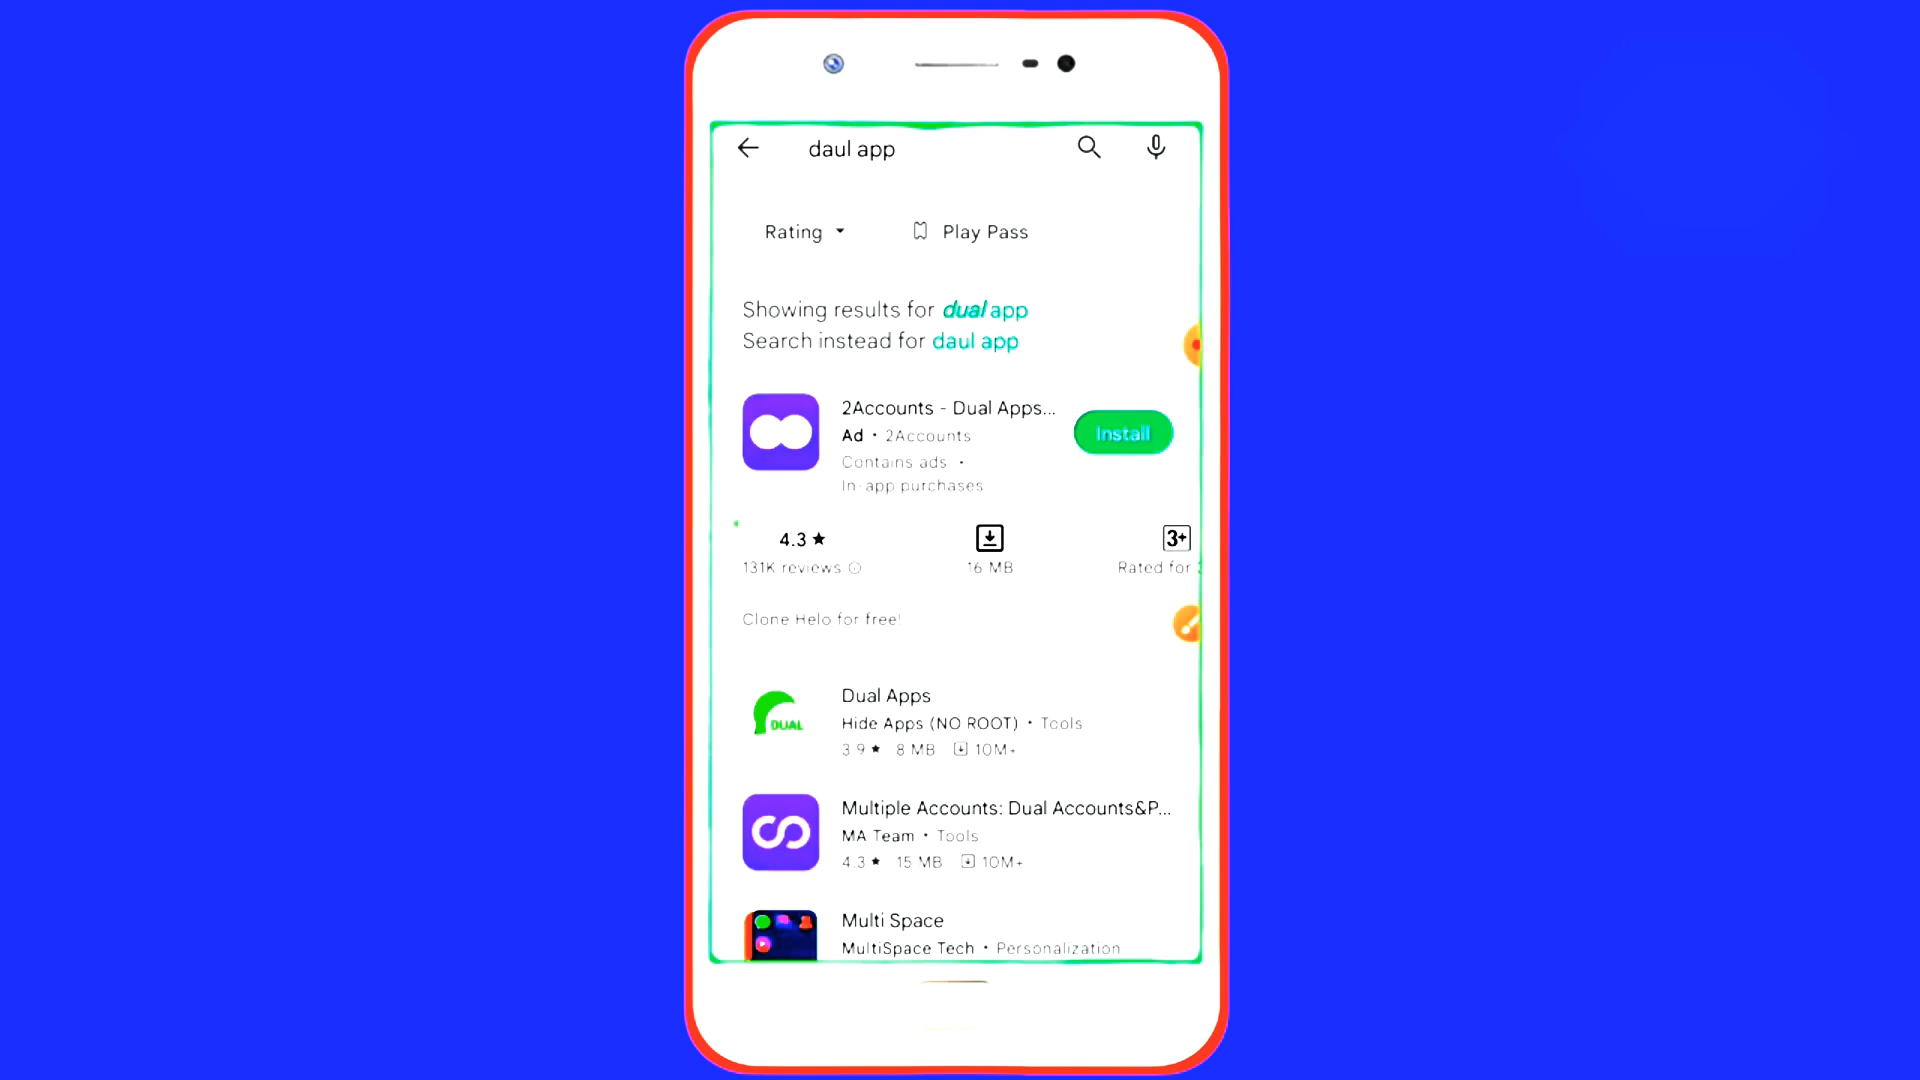 daul app
Rating
Play Pass
Showing results for dual app
Search instead for daul app
2Accounts - Dual Apps...
Install
Ad • 2Accounts
Contains ads •
In-app purchases
4.3 ★
3+
131K reviews
16 MB
Rated for
Clone Helo for free!
Dual Apps
DUAL
Hide Apps (NO ROOT) • Tools
3.9 ★ 8 MB 10M+
Multiple Accounts: Dual Accounts&P...
MA Team • Tools
4.3 ★ 15 MB 10M+
Multi Space
MultiSpace Tech • Personalization